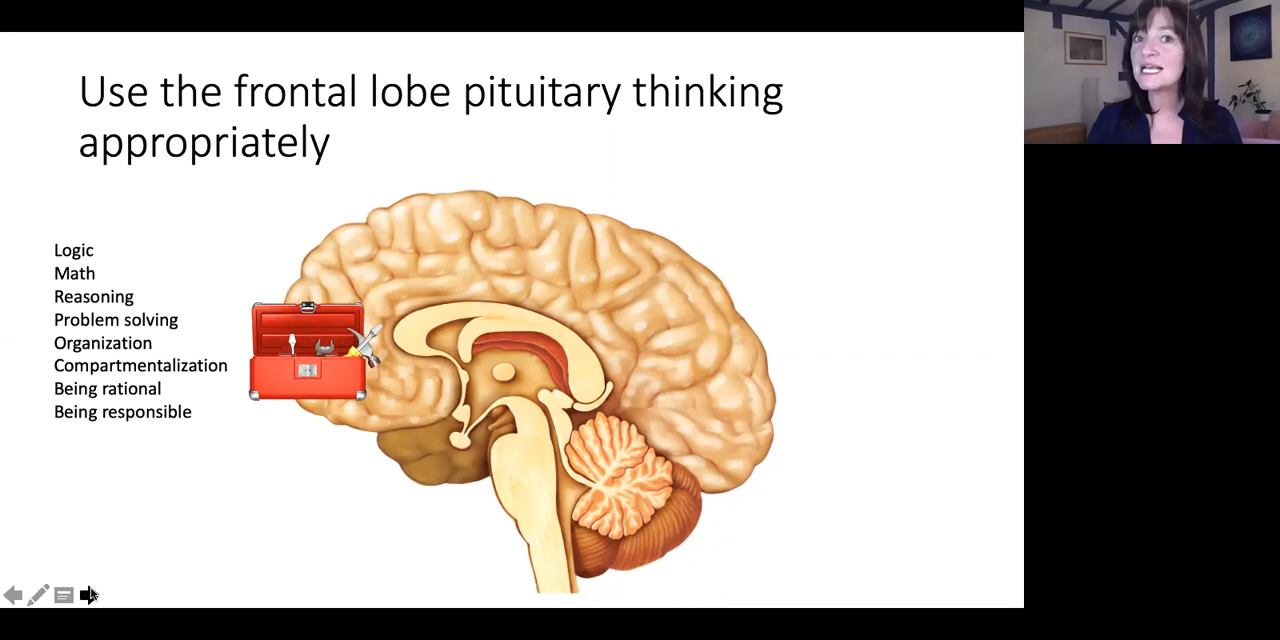 Use the frontal lobe pituitary thinking
appropriately
Logic
Math
Reasoning
Problem solving
Organization
Compartmentalization
Being rational
Being responsible